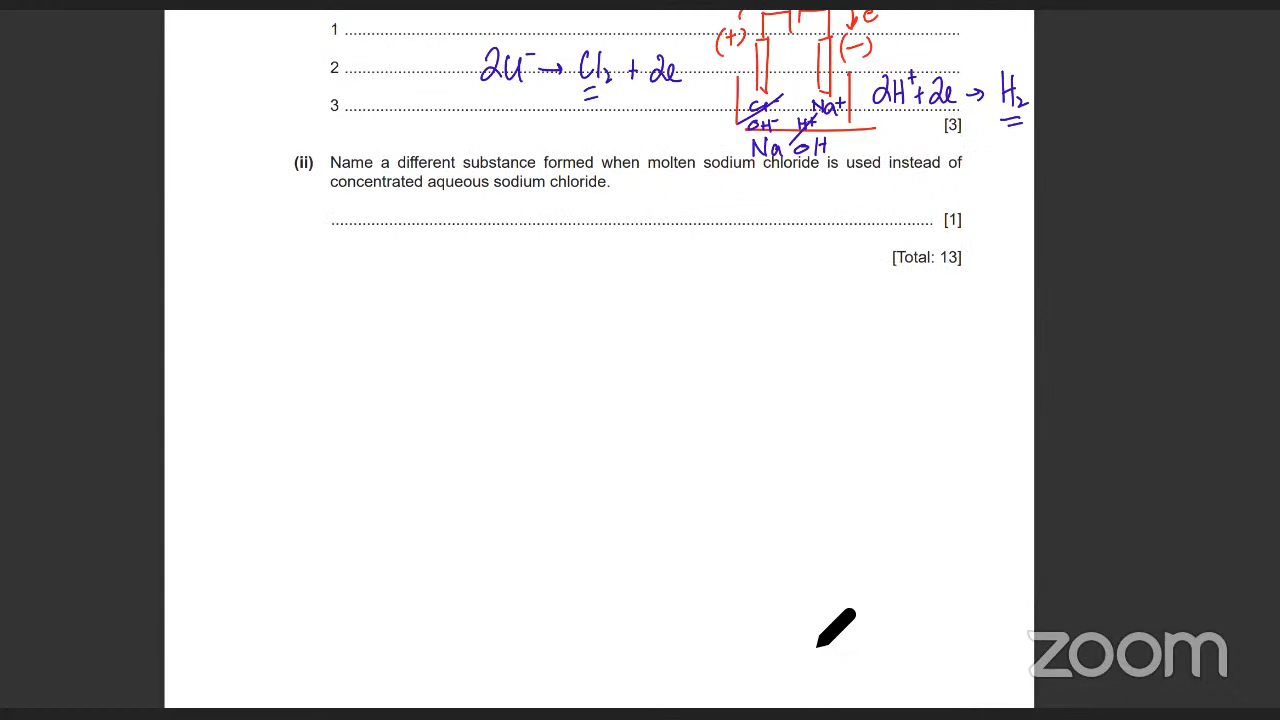 1
(+) (−) e
2Cl⁻ → Cl₂ + 2e
2
Cl⁻ Na⁺
2H⁺ + 2e → H₂
3
OH⁻ H⁺
[3]
NaOH
(ii) Name a different substance formed when molten sodium chloride is used instead of
concentrated aqueous sodium chloride.
[1]
[Total: 13]
zoom